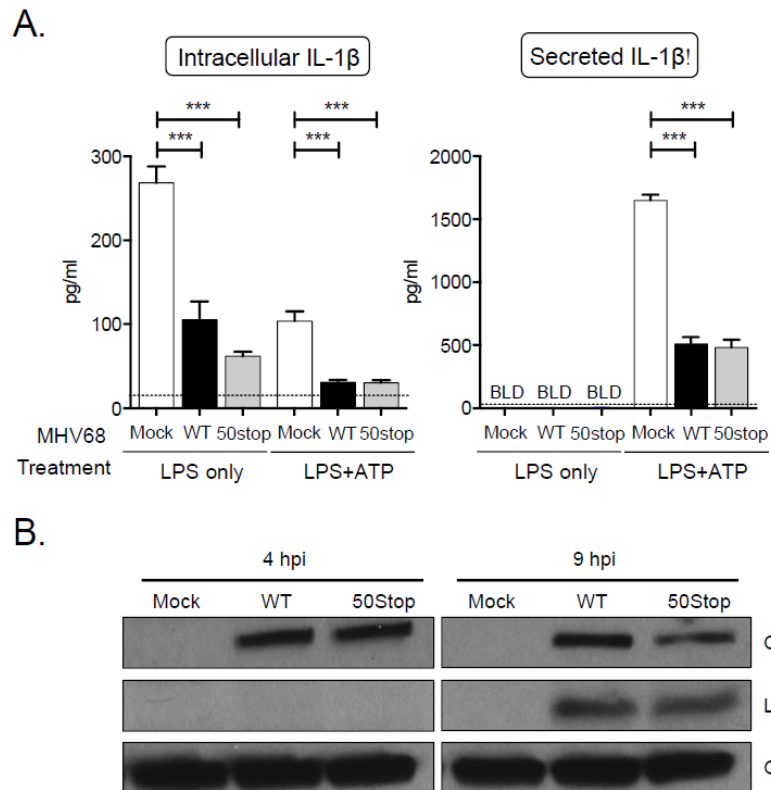 A.
Intracellular IL-1β
Secreted IL-1β!
*** ***
*** ***
***
***
300
200
100
0
pg/ml
2000
1500
1000
500
0
pg/ml
BLD BLD BLD
MHV68
Mock WT 50stop Mock WT 50stop
Mock WT 50stop Mock WT 50stop
Treatment
LPS only LPS+ATP
LPS only LPS+ATP
B.
4 hpi 9 hpi
Mock WT 50Stop Mock WT 50Stop
L